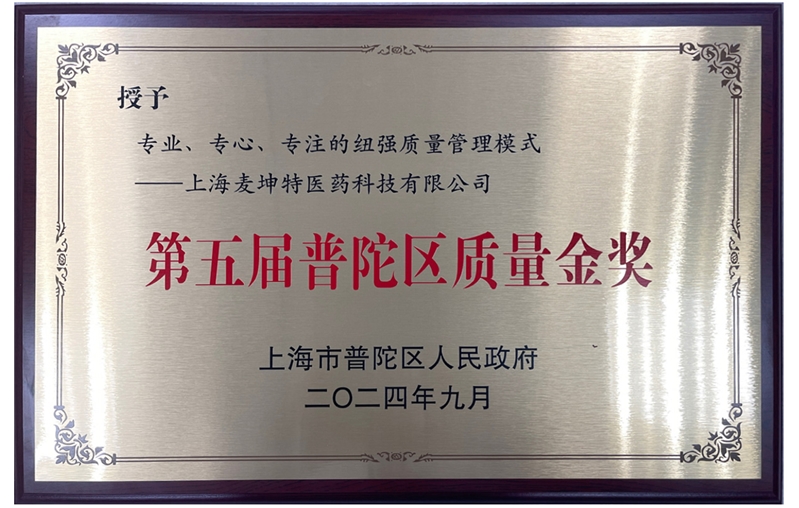 授予
专业、专心、专注的纽强质量管理模式
——上海麦坤特医药科技有限公司
第五届普陀区质量金奖
上海市普陀区人民政府
二〇二四年九月